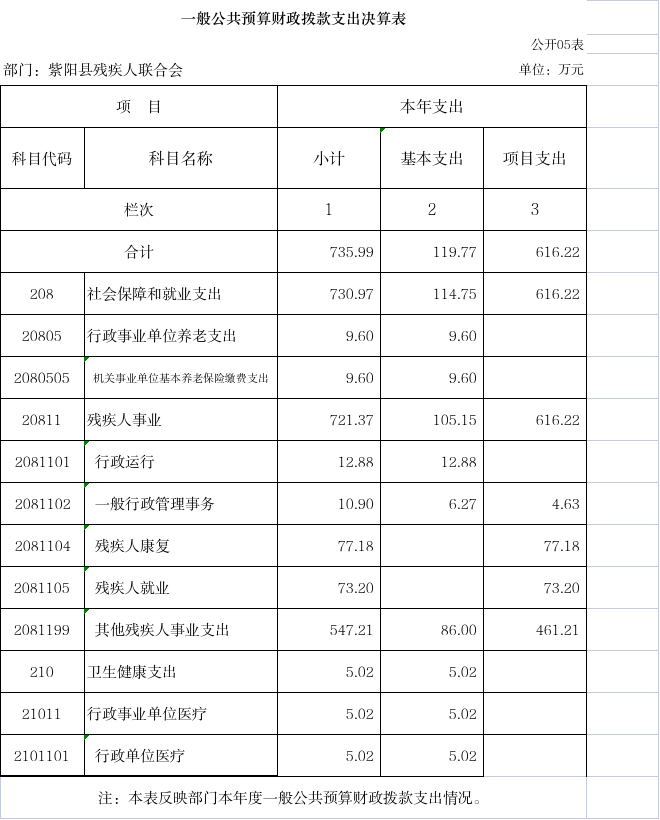 一般公共预算财政拨款支出决算表
公开05表
部门：紫阳县残疾人联合会 单位：万元
项 目 本年支出
科目代码 科目名称 小计 基本支出 项目支出
栏次 1 2 3
合计 735.99 119.77 616.22
208 社会保障和就业支出 730.97 114.75 616.22
20805 行政事业单位养老支出 9.60 9.60
2080505 机关事业单位基本养老保险缴费支出 9.60 9.60
20811 残疾人事业 721.37 105.15 616.22
2081101 行政运行 12.88 12.88
2081102 一般行政管理事务 10.90 6.27 4.63
2081104 残疾人康复 77.18 77.18
2081105 残疾人就业 73.20 73.20
2081199 其他残疾人事业支出 547.21 86.00 461.21
210 卫生健康支出 5.02 5.02
21011 行政事业单位医疗 5.02 5.02
2101101 行政单位医疗 5.02 5.02
注：本表反映部门本年度一般公共预算财政拨款支出情况。